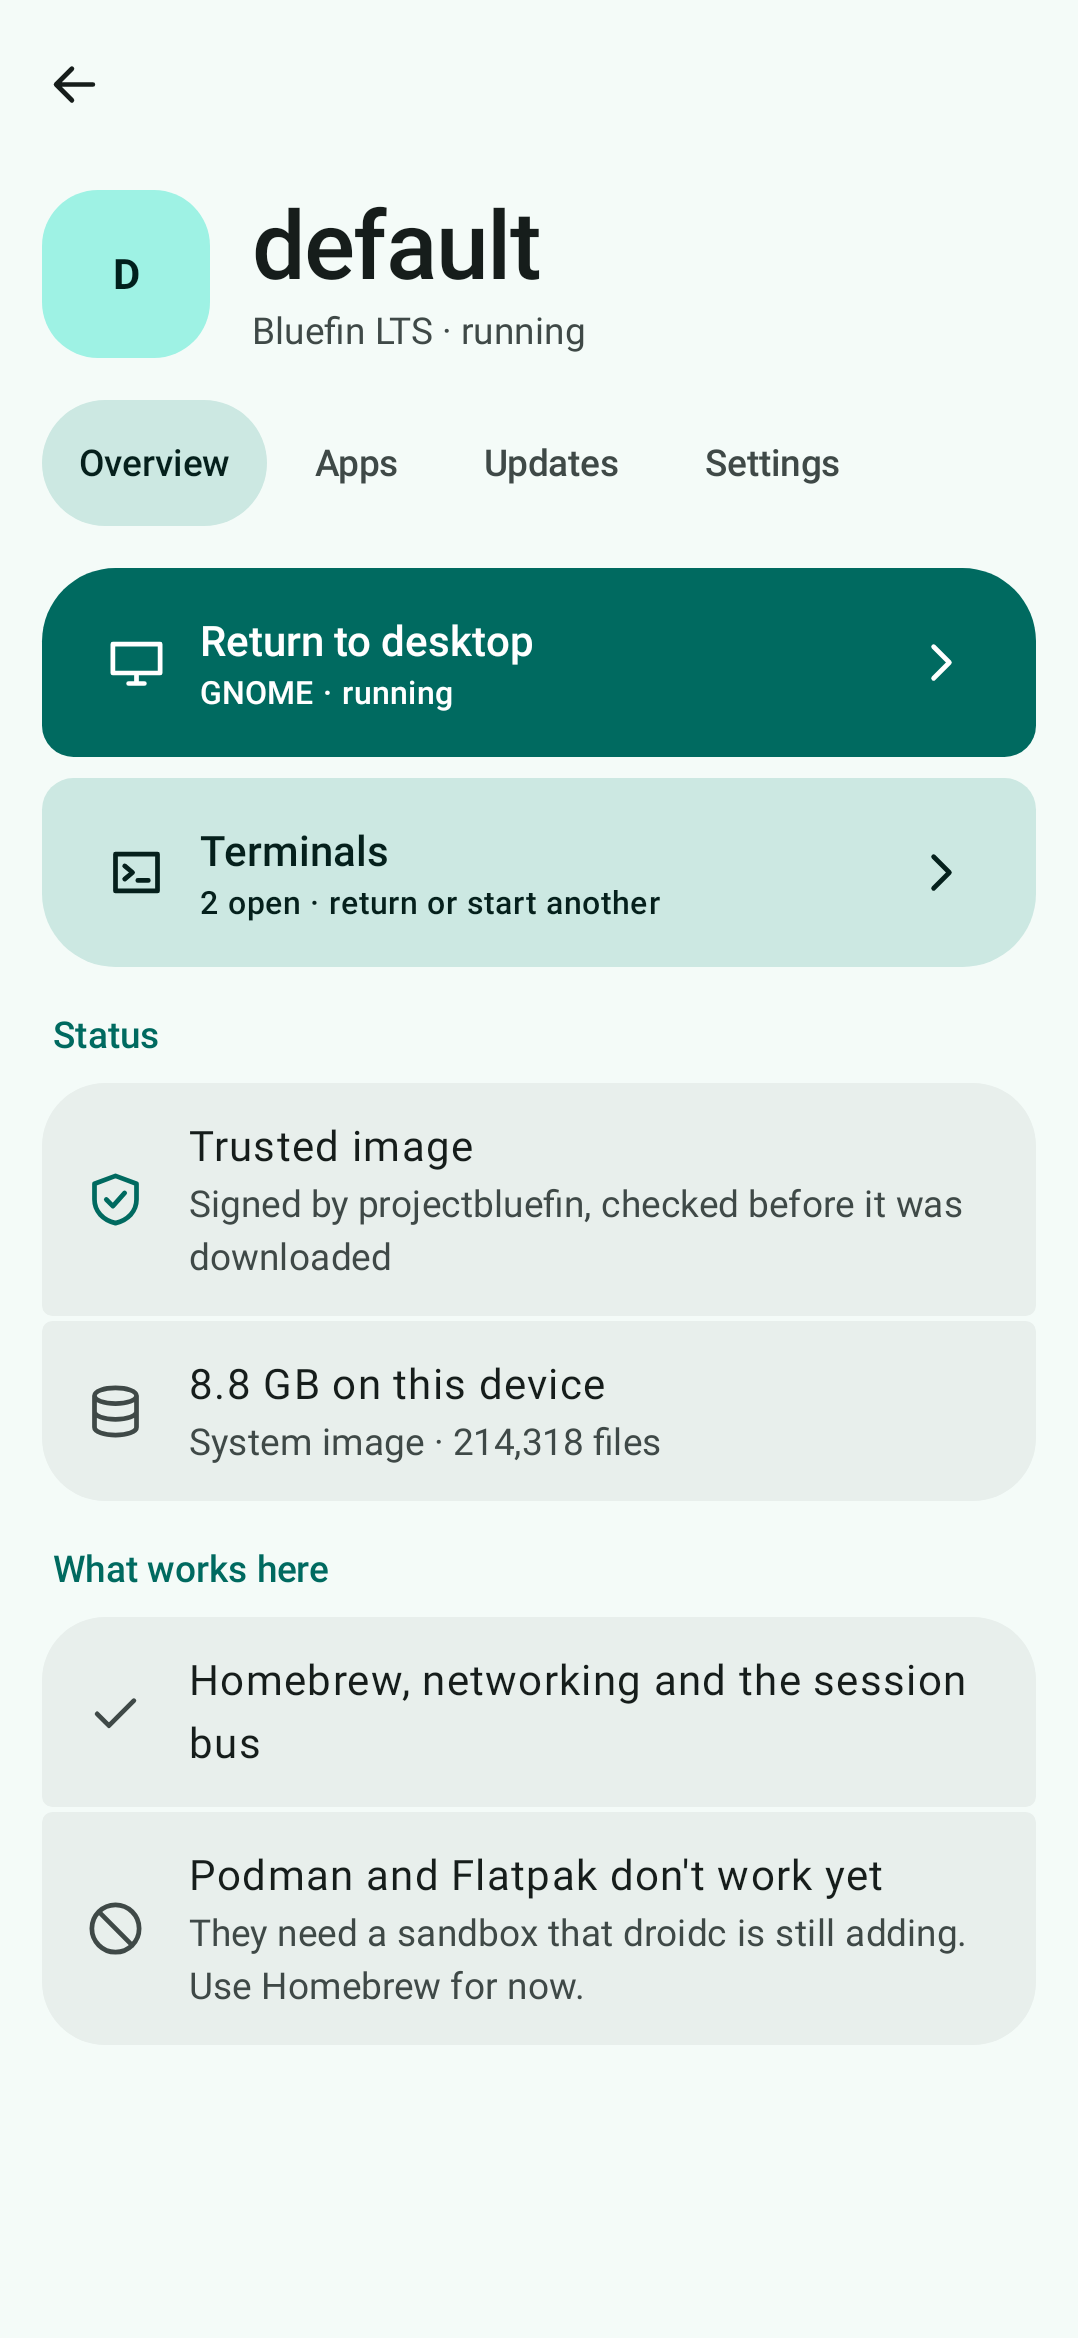 D
default
Bluefin LTS · running
Overview
Apps
Updates
Settings
Return to desktop
GNOME · running
Terminals
2 open · return or start another
Status
Trusted image
Signed by projectbluefin, checked before it was
downloaded
8.8 GB on this device
System image · 214,318 files
What works here
Homebrew, networking and the session
bus
Podman and Flatpak don't work yet
They need a sandbox that droidc is still adding.
Use Homebrew for now.